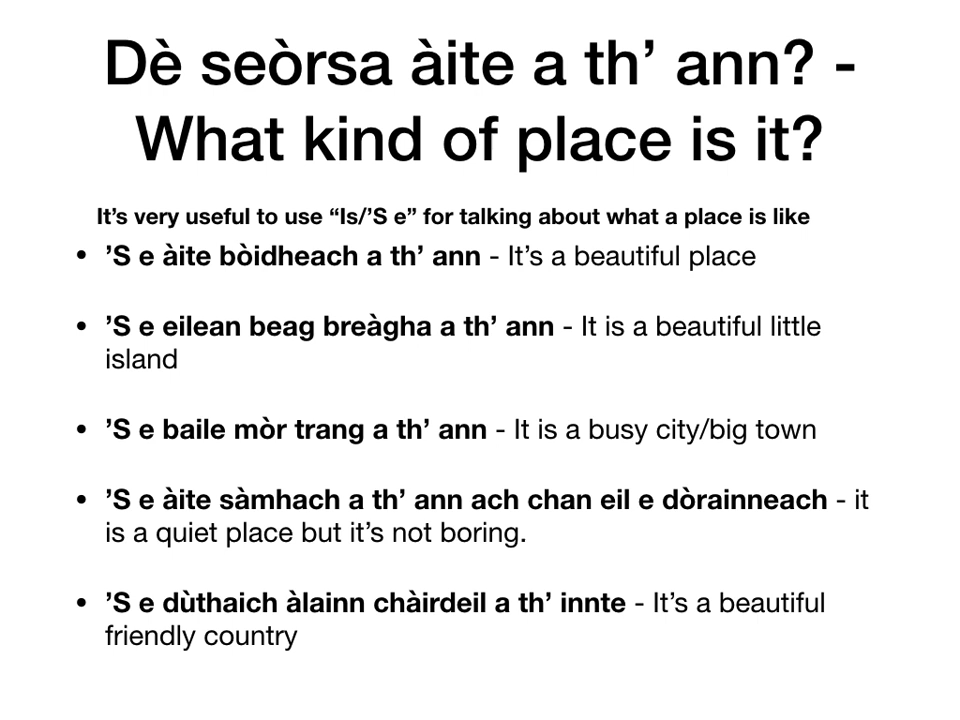 Dè seòrsa àite a th’ ann? -
What kind of place is it?
It’s very useful to use “Is/’S e” for talking about what a place is like
• ’S e àite bòidheach a th’ ann - It’s a beautiful place
• ’S e eilean beag breàgha a th’ ann - It is a beautiful little
island
• ’S e baile mòr trang a th’ ann - It is a busy city/big town
• ’S e àite sàmhach a th’ ann ach chan eil e dòrainneach - it
is a quiet place but it’s not boring.
• ’S e dùthaich àlainn chàirdeil a th’ innte - It’s a beautiful
friendly country